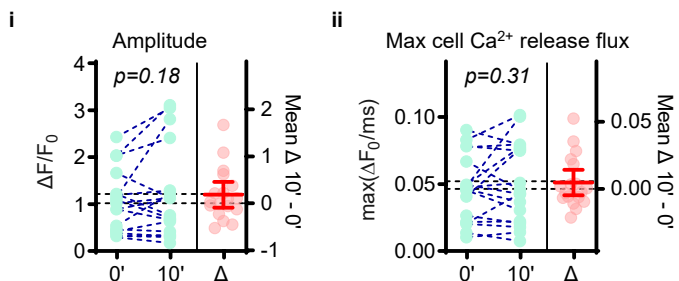 i
Amplitude
p=0.18
ΔF/F₀
4
3
2
1
0
0'
10'
Δ
2
1
0
-1
Mean Δ 10' - 0'
ii
Max cell Ca²⁺ release flux
p=0.31
max(ΔF₀/ms)
0.10
0.05
0.00
0'
10'
Δ
0.05
0.00
Mean Δ 10' - 0'